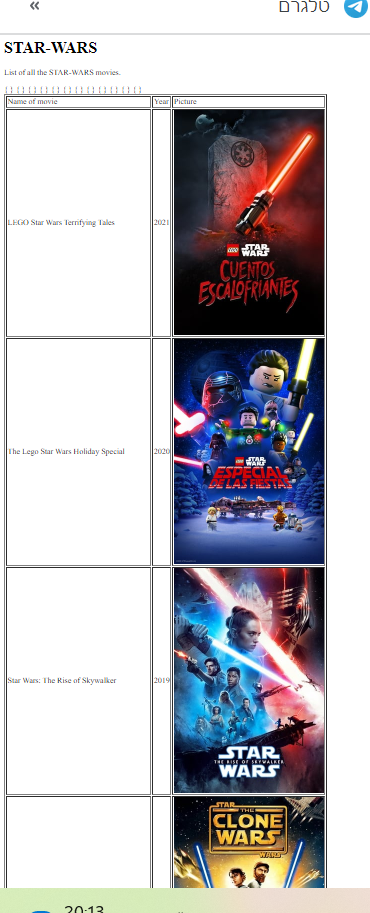 «
טלגרם
STAR-WARS
List of all the STAR-WARS movies.
{ } { } { } { } { } { } { } { } { } { } { } { }
Name of movie Year Picture
LEGO Star Wars Terrifying Tales 2021
LEGO STAR WARS
CUENTOS
ESCALOFRIANTES
The Lego Star Wars Holiday Special 2020
LEGO STAR WARS
ESPECIAL
DE LAS FIESTAS
Star Wars: The Rise of Skywalker 2019
STAR
THE RISE OF SKYWALKER
WARS
STAR
THE
CLONE
WARS
WARS
20:13